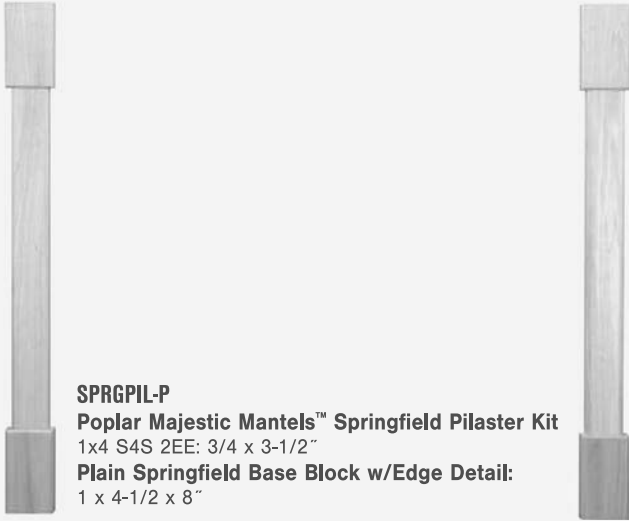 SPRGPIL-P
Poplar Majestic Mantels™ Springfield Pilaster Kit
1x4 S4S 2EE: 3/4 x 3-1/2″
Plain Springfield Base Block w/Edge Detail:
1 x 4-1/2 x 8″